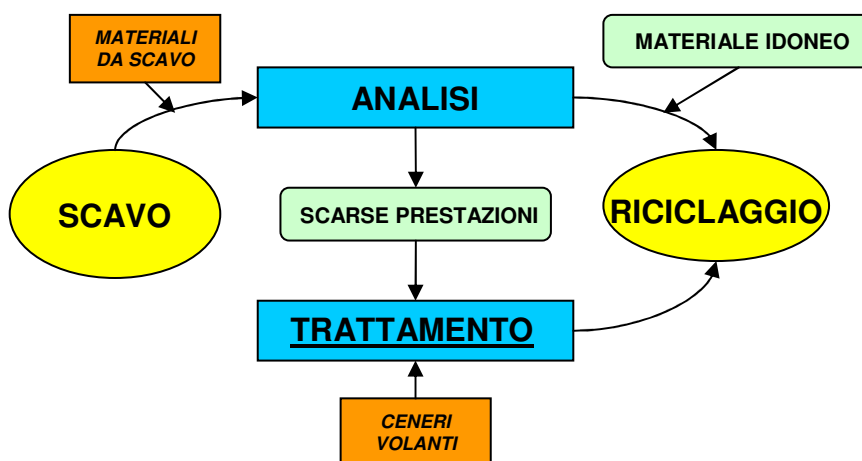 MATERIALI
DA SCAVO
MATERIALE IDONEO
ANALISI
SCAVO
SCARSE PRESTAZIONI
RICICLAGGIO
TRATTAMENTO
CENERI
VOLANTI